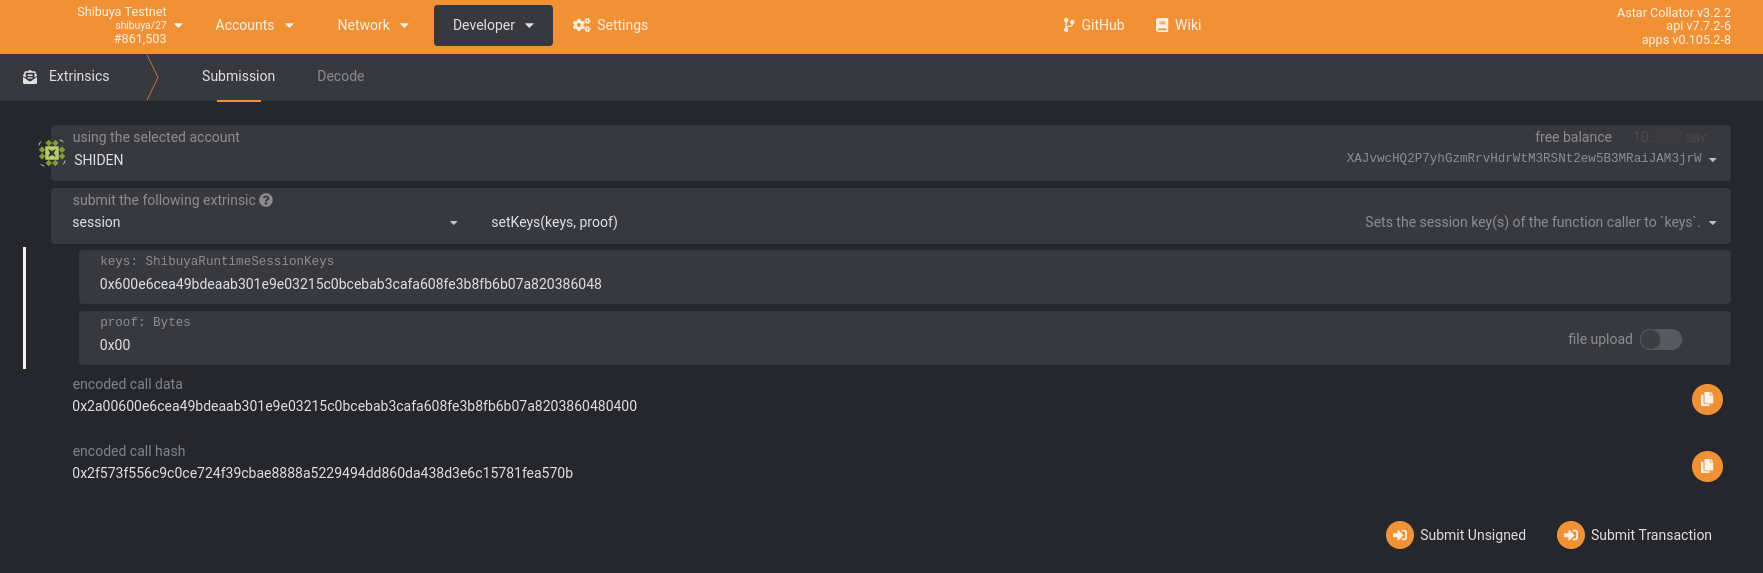 Shibuya Testnet
shibuya/27
#861,503
Accounts
Network
Developer
Settings
GitHub
Wiki
Astar Collator v3.2.2
api v7.7.2-6
apps v0.105.2-8
Extrinsics
Submission
Decode
using the selected account
free balance 10.0000 SBY
SHIDEN
XAJvwcHQ2P7yhGzmRrvHdrWtM3RSNt2ew5B3MRaiJAM3jrW
submit the following extrinsic
session
setKeys(keys, proof)
Sets the session key(s) of the function caller to `keys`.
keys: ShibuyaRuntimeSessionKeys
0x600e6cea49bdeaab301e9e03215c0bcebab3cafa608fe3b8fb6b07a820386048
proof: Bytes
0x00
file upload
encoded call data
0x2a00600e6cea49bdeaab301e9e03215c0bcebab3cafa608fe3b8fb6b07a8203860480400
encoded call hash
0x2f573f556c9c0ce724f39cbae8888a5229494dd860da438d3e6c15781fea570b
Submit Unsigned
Submit Transaction